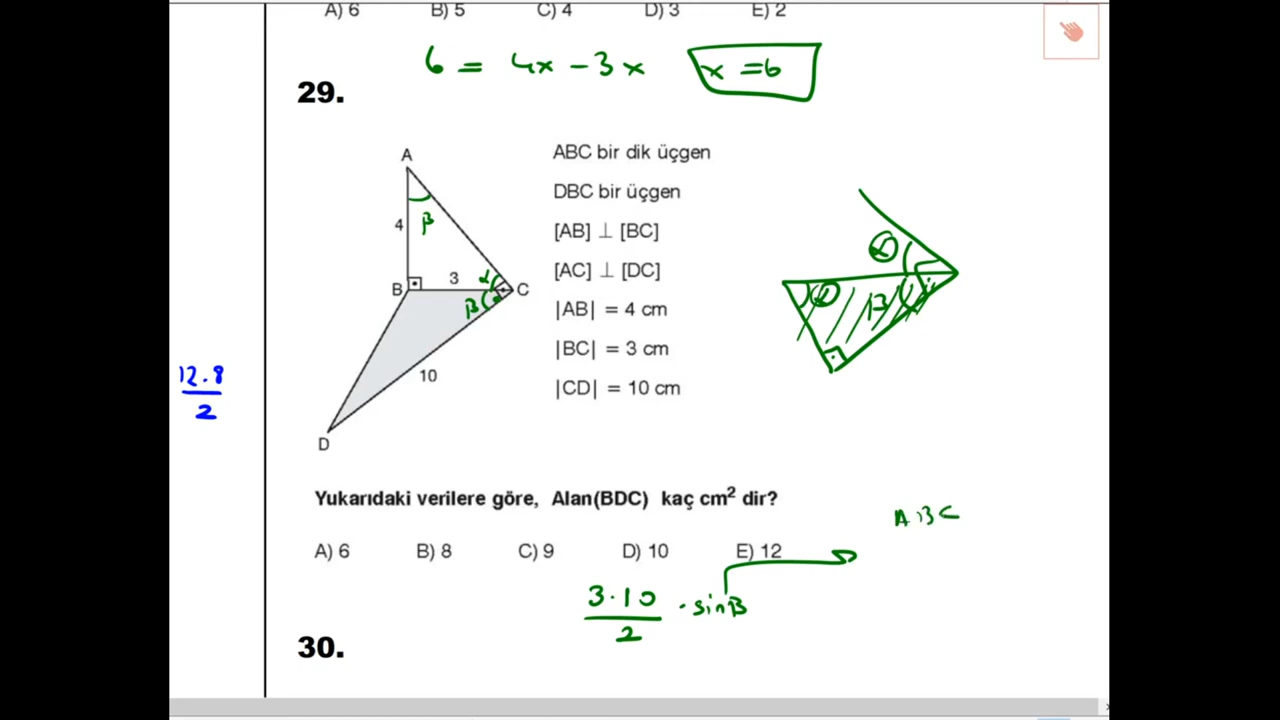 A) 6 B) 5 C) 4 D) 3 E) 2
6 = 4x - 3x x = 6
29.
A
4
β
B
3
α
C
β
α
10
D
ABC bir dik üçgen
DBC bir üçgen
[AB] ⊥ [BC]
[AC] ⊥ [DC]
|AB| = 4 cm
|BC| = 3 cm
|CD| = 10 cm
α
α
β
12.8
2
Yukarıdaki verilere göre, Alan(BDC) kaç cm² dir?
ABC
A) 6 B) 8 C) 9 D) 10 E) 12
3·10
2
· sinβ
30.